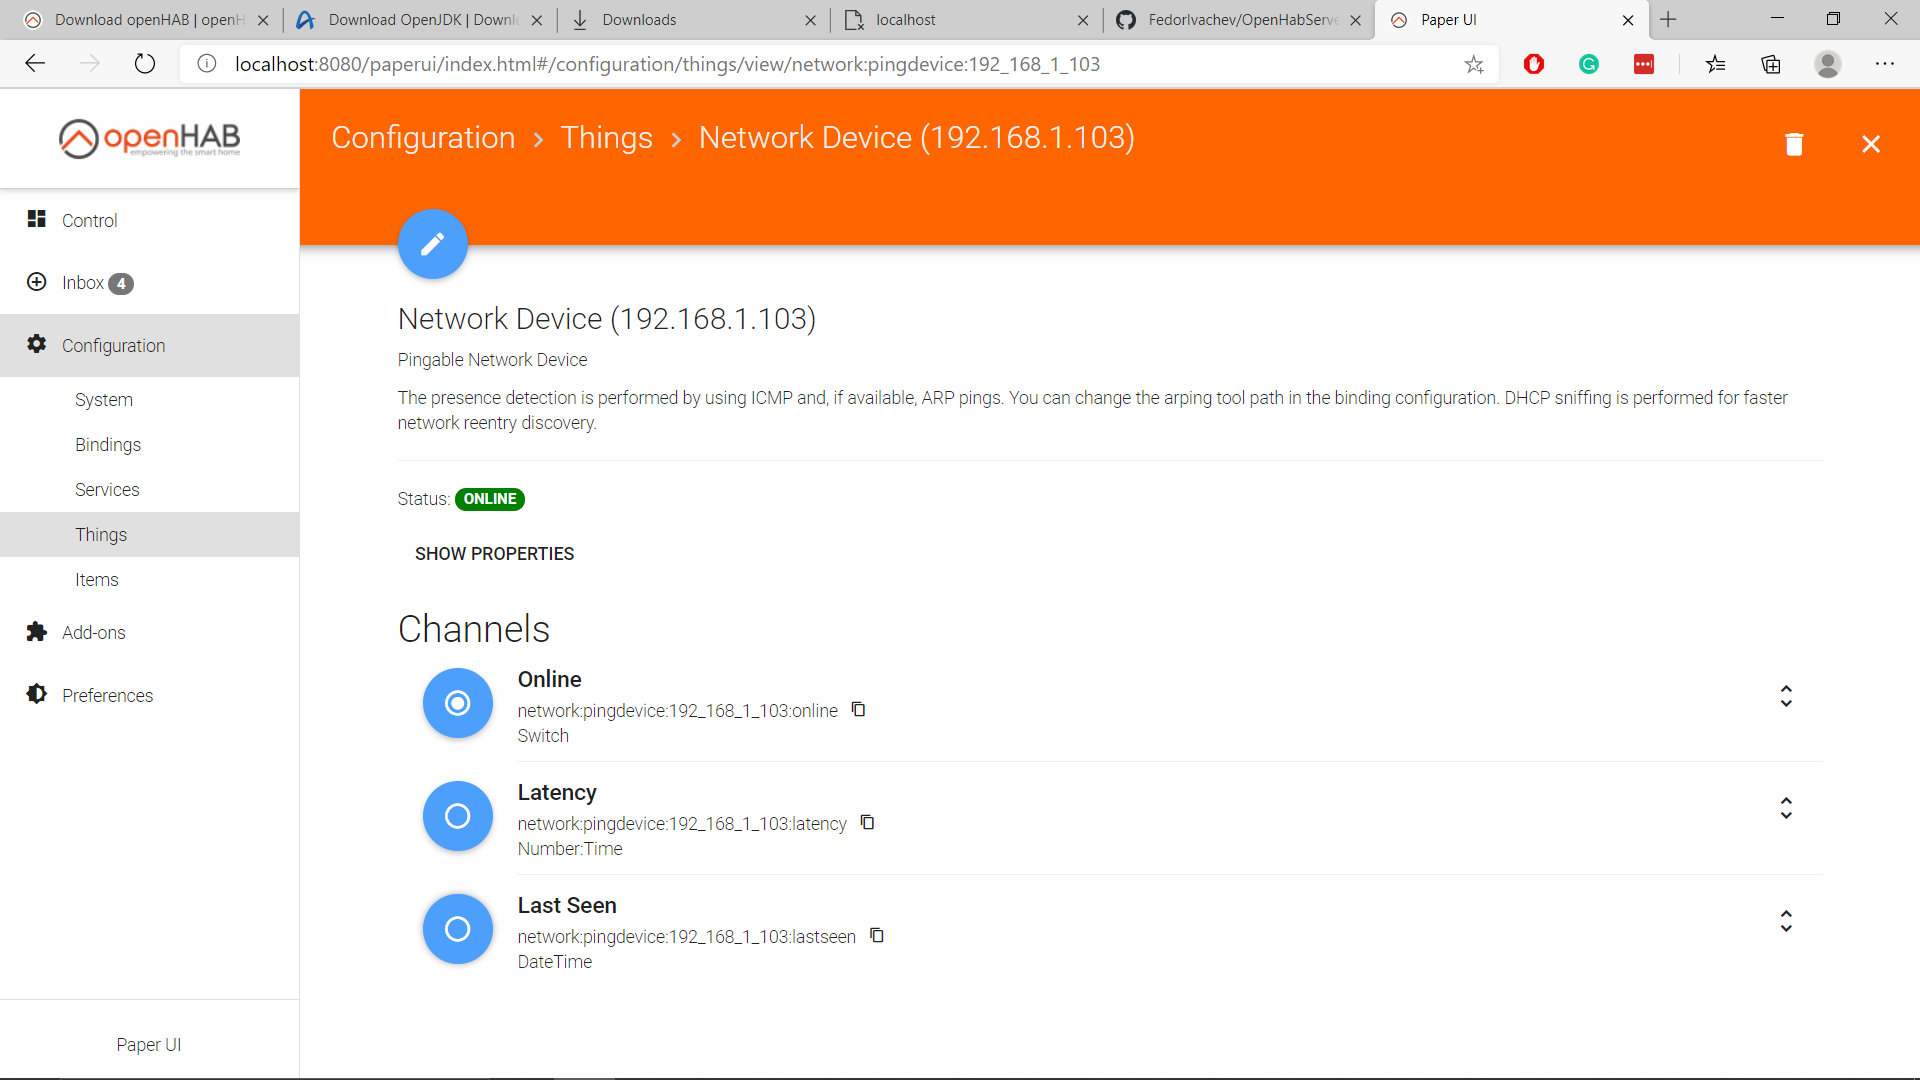 Download openHAB | openH
Download OpenJDK | Downl
Downloads
localhost
FedorIvachev/OpenHabServe
Paper UI
localhost:8080/paperui/index.html#/configuration/things/view/network:pingdevice:192_168_1_103
openHAB
empowering the smart home
Configuration > Things > Network Device (192.168.1.103)
Control
Inbox 4
Configuration
System
Bindings
Services
Things
Items
Add-ons
Preferences
Paper UI
Network Device (192.168.1.103)
Pingable Network Device
The presence detection is performed by using ICMP and, if available, ARP pings. You can change the arping tool path in the binding configuration. DHCP sniffing is performed for faster
network reentry discovery.
Status: ONLINE
SHOW PROPERTIES
Channels
Online
network:pingdevice:192_168_1_103:online
Switch
Latency
network:pingdevice:192_168_1_103:latency
Number:Time
Last Seen
network:pingdevice:192_168_1_103:lastseen
DateTime